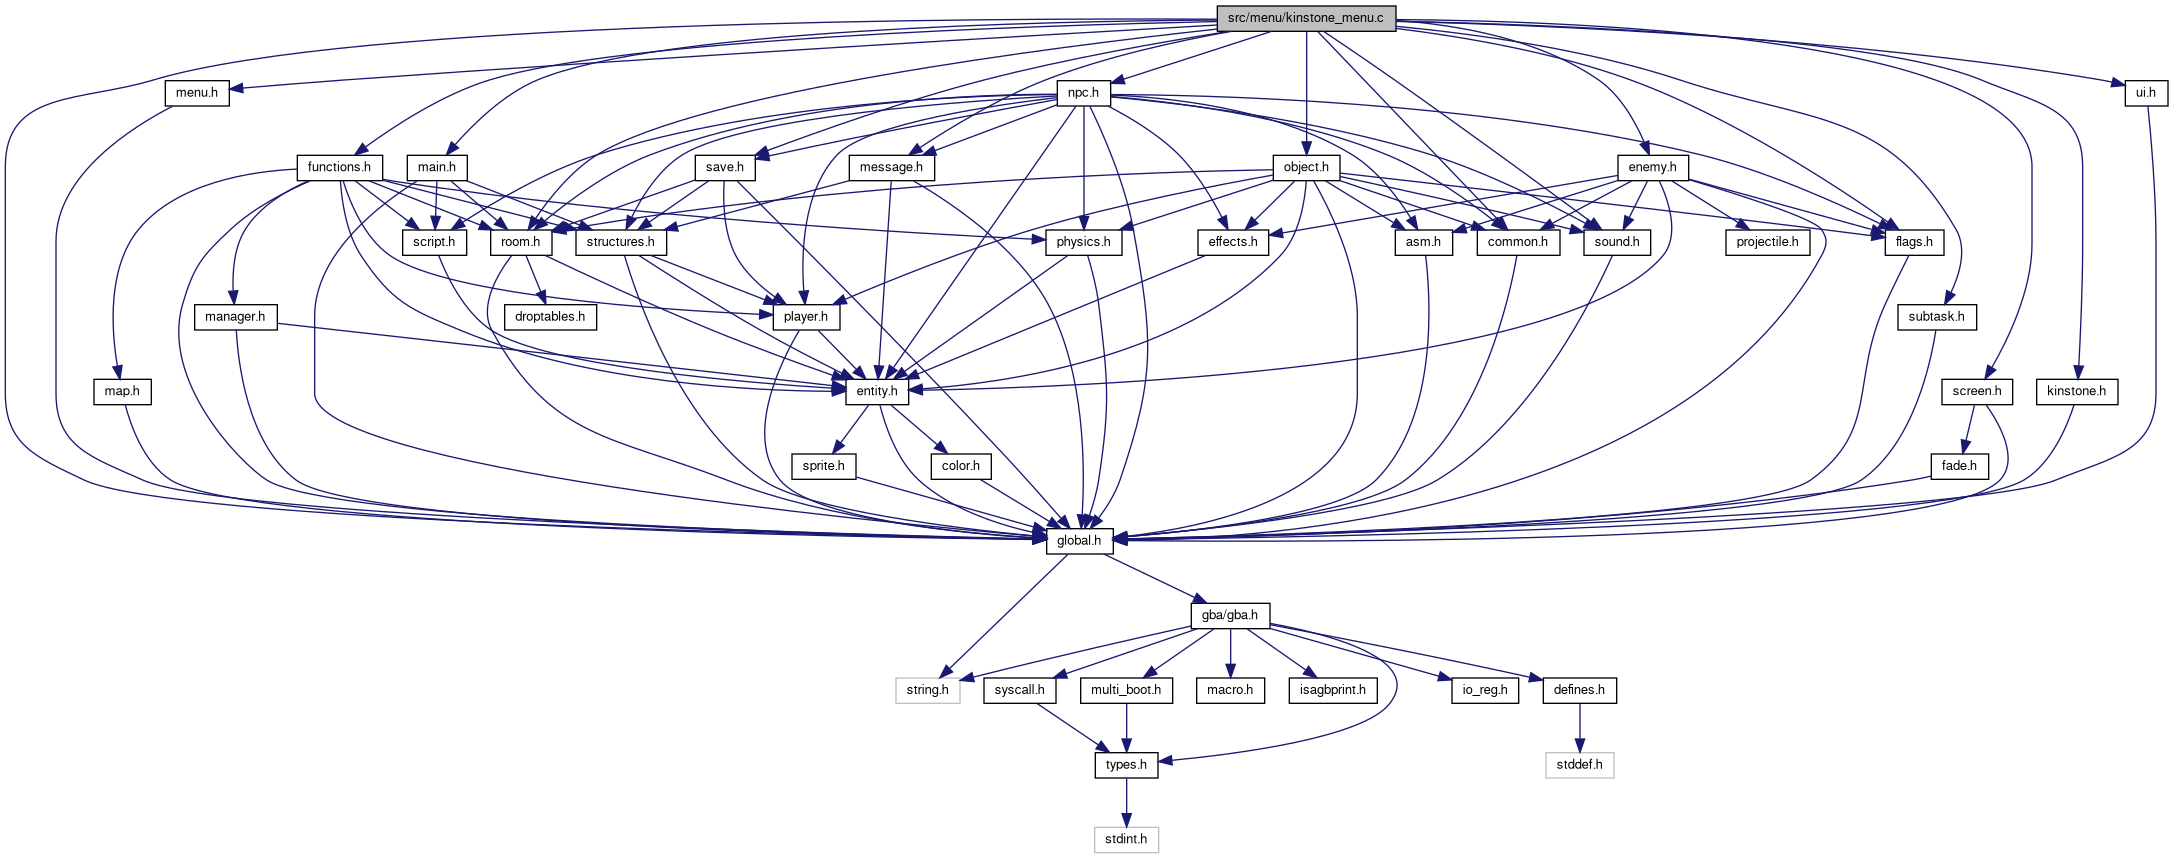 src/menu/kinstone_menu.c
menu.h
npc.h
ui.h
functions.h
main.h
save.h
message.h
object.h
enemy.h
script.h
room.h
structures.h
physics.h
effects.h
asm.h
common.h
sound.h
projectile.h
flags.h
manager.h
droptables.h
player.h
subtask.h
map.h
entity.h
screen.h
kinstone.h
sprite.h
color.h
fade.h
global.h
gba/gba.h
string.h
syscall.h
multi_boot.h
macro.h
isagbprint.h
io_reg.h
defines.h
types.h
stddef.h
stdint.h